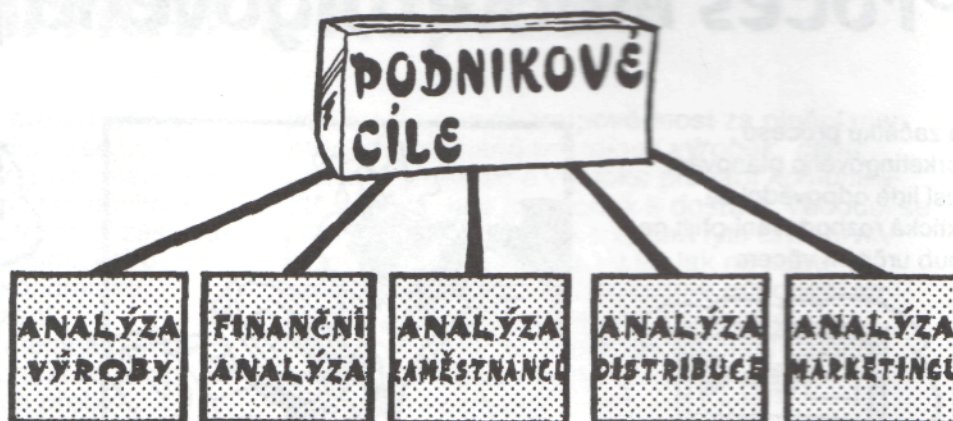 PODNIKOVÉ
CÍLE
ANALÝZA
VÝROBY
FINANČNÍ
ANALÝZA
ANALÝZA
ZAMĚSTNANCŮ
ANALÝZA
DISTRIBUCE
ANALÝZA
MARKETINGU